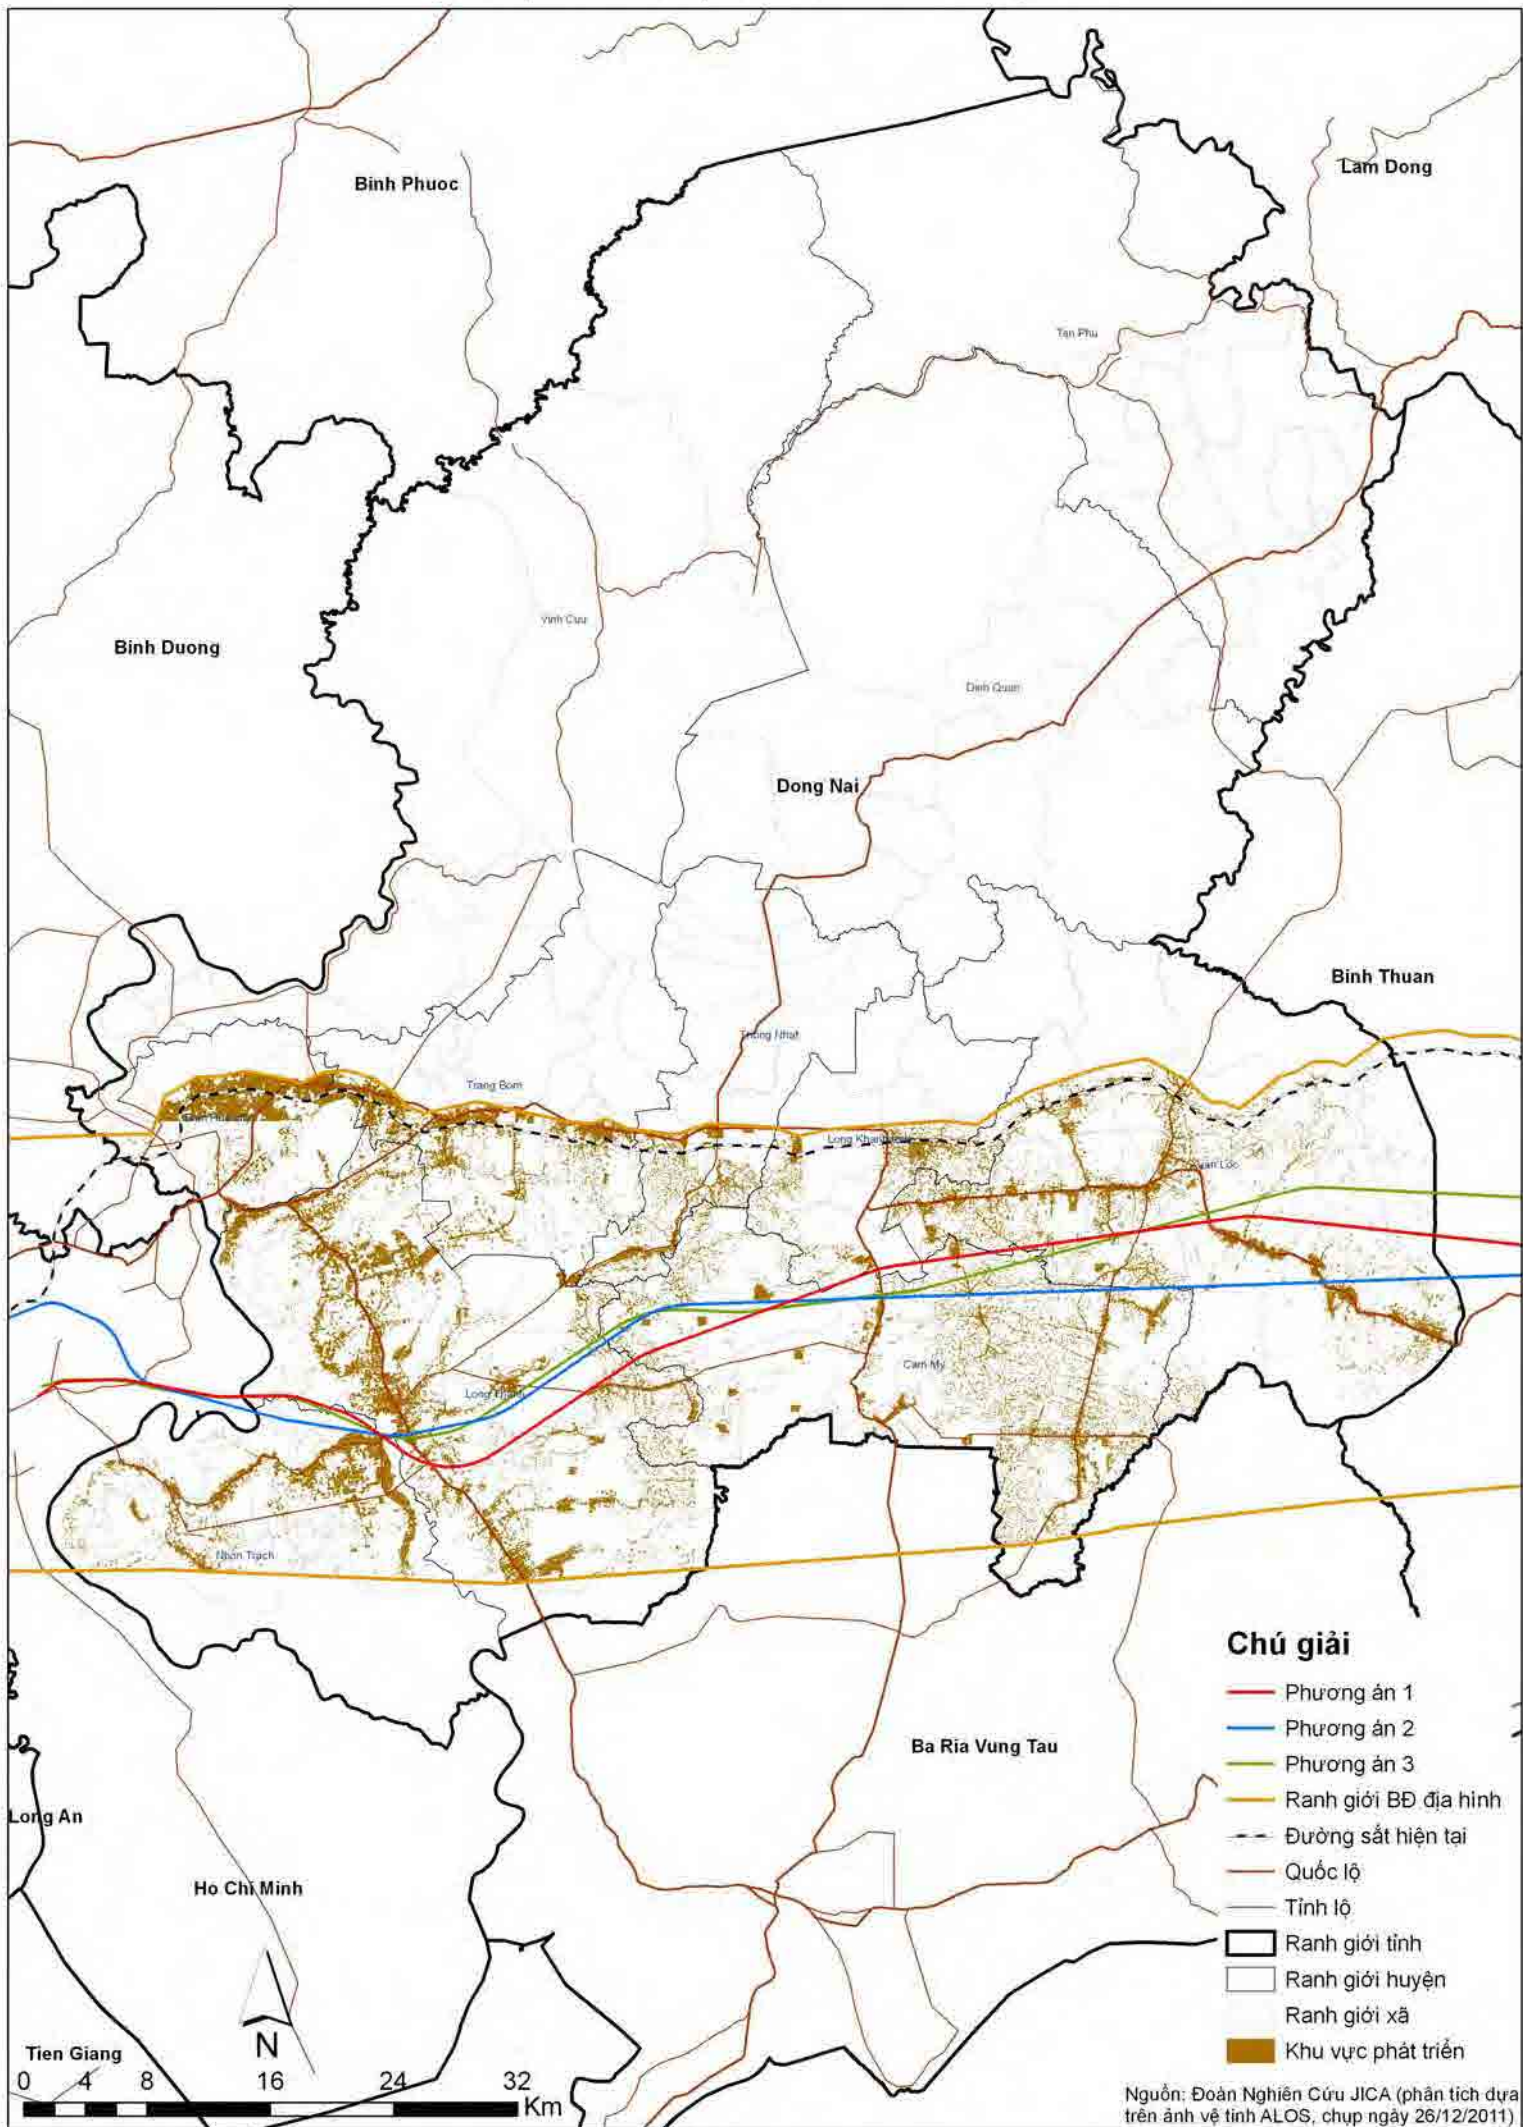 Binh Phuoc
Lam Dong
Tan Phu
Vinh Cuu
Binh Duong
Dinh Quan
Dong Nai
Binh Thuan
Thong Nhat
Trang Bom
Long Khanh
Xuan Loc
Cam My
Long Thanh
Nhon Trach
Chú giải
Phương án 1
Phương án 2
Phương án 3
Ranh giới BĐ địa hình
Đường sắt hiện tại
Quốc lộ
Tỉnh lộ
Ranh giới tỉnh
Ranh giới huyện
Ranh giới xã
Khu vực phát triển
Ba Ria Vung Tau
Long An
Ho Chi Minh
N
Tien Giang
0 4 8 16 24 32
Km
Nguồn: Đoàn Nghiên Cứu JICA (phân tích dựa
trên ảnh vệ tinh ALOS, chụp ngày 26/12/2011)